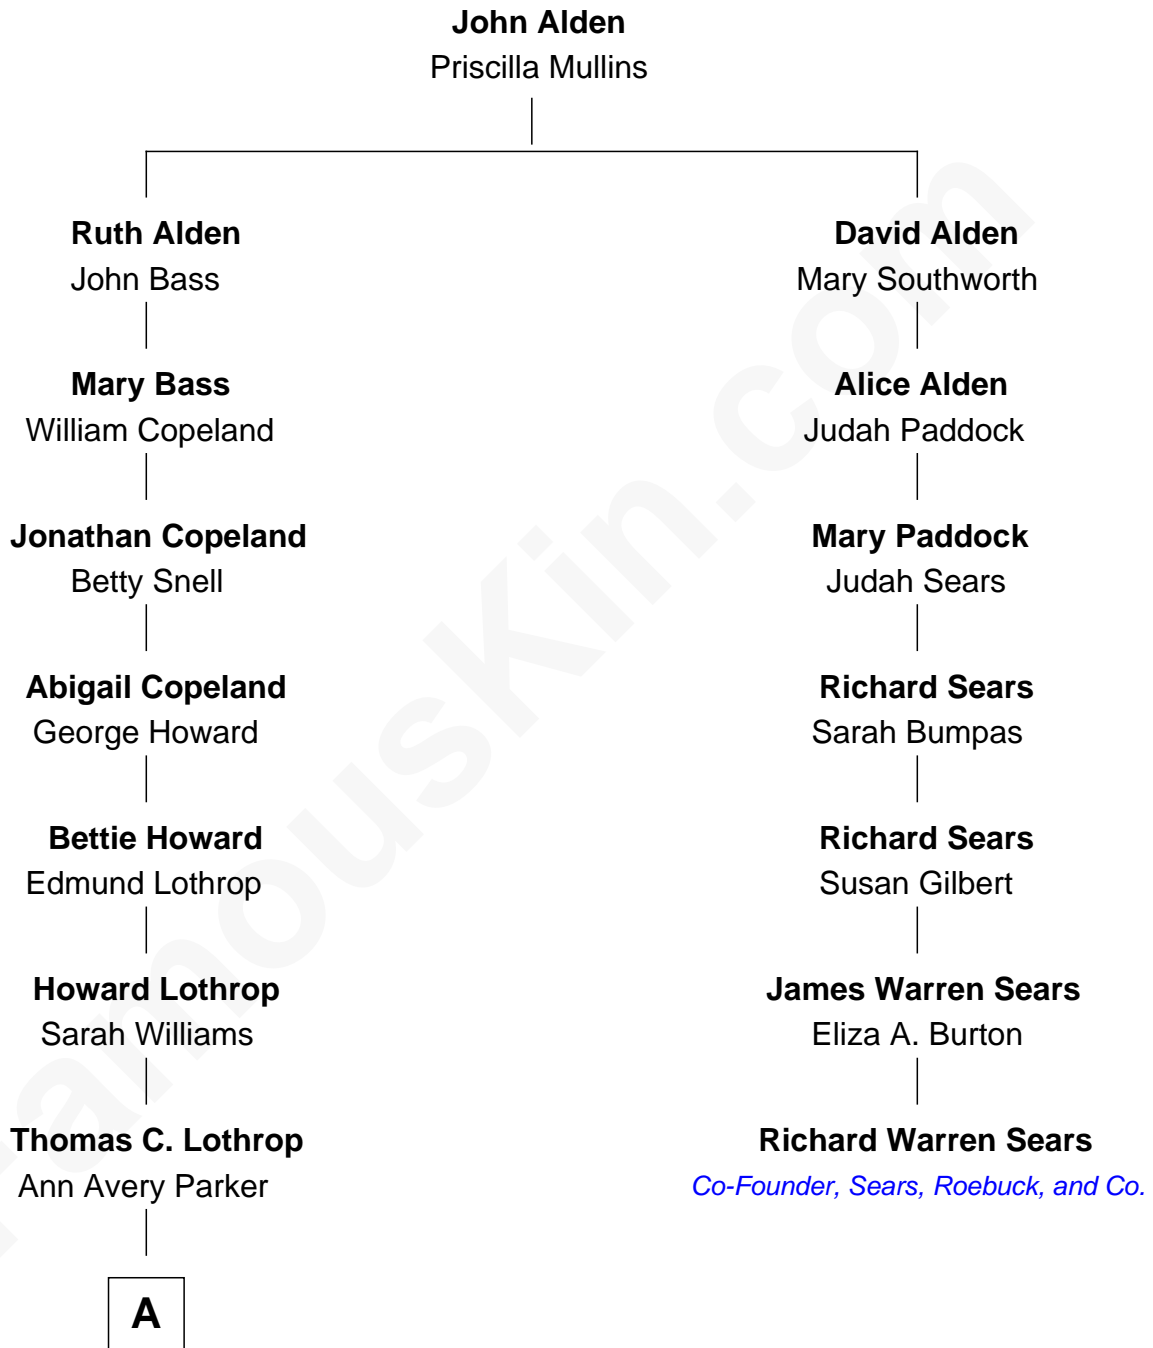 John Alden
Priscilla Mullins
Ruth Alden
John Bass
David Alden
Mary Southworth
Mary Bass
William Copeland
Alice Alden
Judah Paddock
Jonathan Copeland
Betty Snell
Mary Paddock
Judah Sears
Abigail Copeland
George Howard
Richard Sears
Sarah Bumpas
Bettie Howard
Edmund Lothrop
Richard Sears
Susan Gilbert
Howard Lothrop
Sarah Williams
James Warren Sears
Eliza A. Burton
Thomas C. Lothrop
Ann Avery Parker
Richard Warren Sears
Co-Founder, Sears, Roebuck, and Co.
A
FamousKin.com